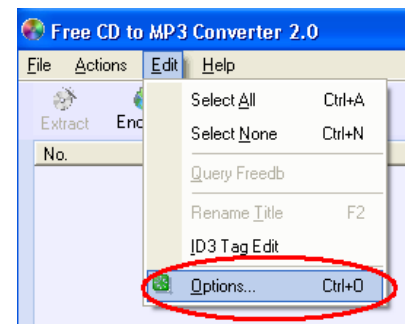 Free CD to MP3 Converter 2.0
File Actions Edit Help
Select All Ctrl+A
Extract Enc
Select None Ctrl+N
No.
Query Freedb
Rename Title F2
ID3 Tag Edit
Options... Ctrl+O